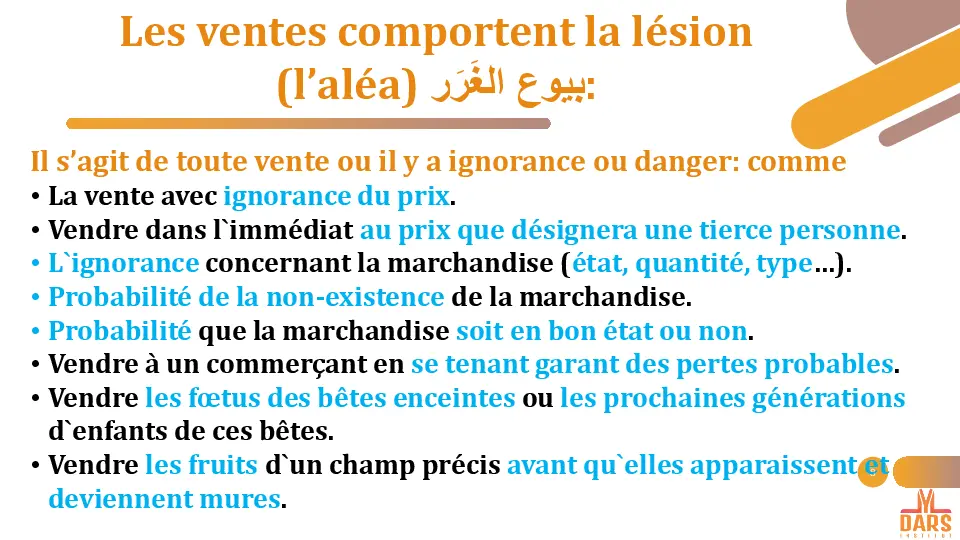 Les ventes comportent la lésion
(l’aléa) بيوع الغَرَر:
Il s’agit de toute vente ou il y a ignorance ou danger: comme
• La vente avec ignorance du prix.
• Vendre dans l`immédiat au prix que désignera une tierce personne.
• L`ignorance concernant la marchandise (état, quantité, type…).
• Probabilité de la non-existence de la marchandise.
• Probabilité que la marchandise soit en bon état ou non.
• Vendre à un commerçant en se tenant garant des pertes probables.
• Vendre les fœtus des bêtes enceintes ou les prochaines générations
d`enfants de ces bêtes.
• Vendre les fruits d`un champ précis avant qu`elles apparaissent et
deviennent mures.
DARS
INSTITUT